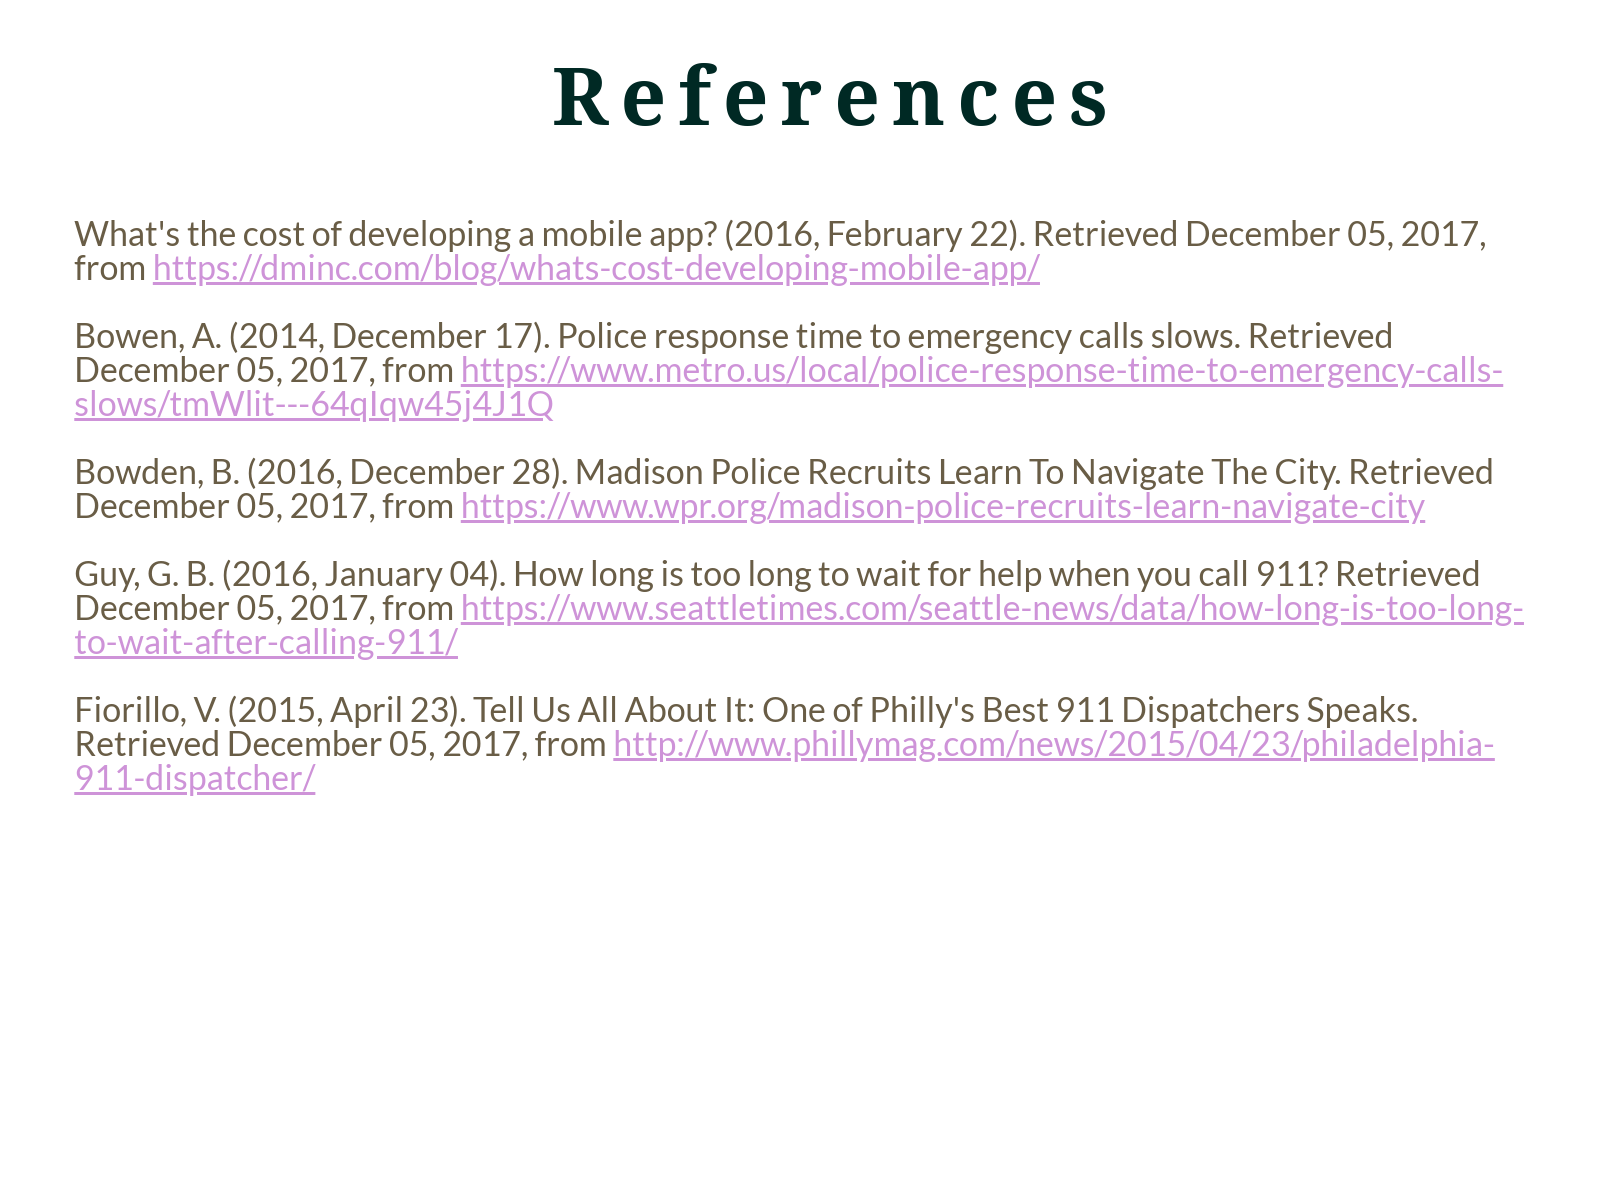 References
What's the cost of developing a mobile app? (2016, February 22). Retrieved December 05, 2017,
from https://dminc.com/blog/whats-cost-developing-mobile-app/
Bowen, A. (2014, December 17). Police response time to emergency calls slows. Retrieved
December 05, 2017, from https://www.metro.us/local/police-response-time-to-emergency-calls-
slows/tmWlit---64qIqw45j4J1Q
Bowden, B. (2016, December 28). Madison Police Recruits Learn To Navigate The City. Retrieved
December 05, 2017, from https://www.wpr.org/madison-police-recruits-learn-navigate-city
Guy, G. B. (2016, January 04). How long is too long to wait for help when you call 911? Retrieved
December 05, 2017, from https://www.seattletimes.com/seattle-news/data/how-long-is-too-long-
to-wait-after-calling-911/
Fiorillo, V. (2015, April 23). Tell Us All About It: One of Philly's Best 911 Dispatchers Speaks.
Retrieved December 05, 2017, from http://www.phillymag.com/news/2015/04/23/philadelphia-
911-dispatcher/